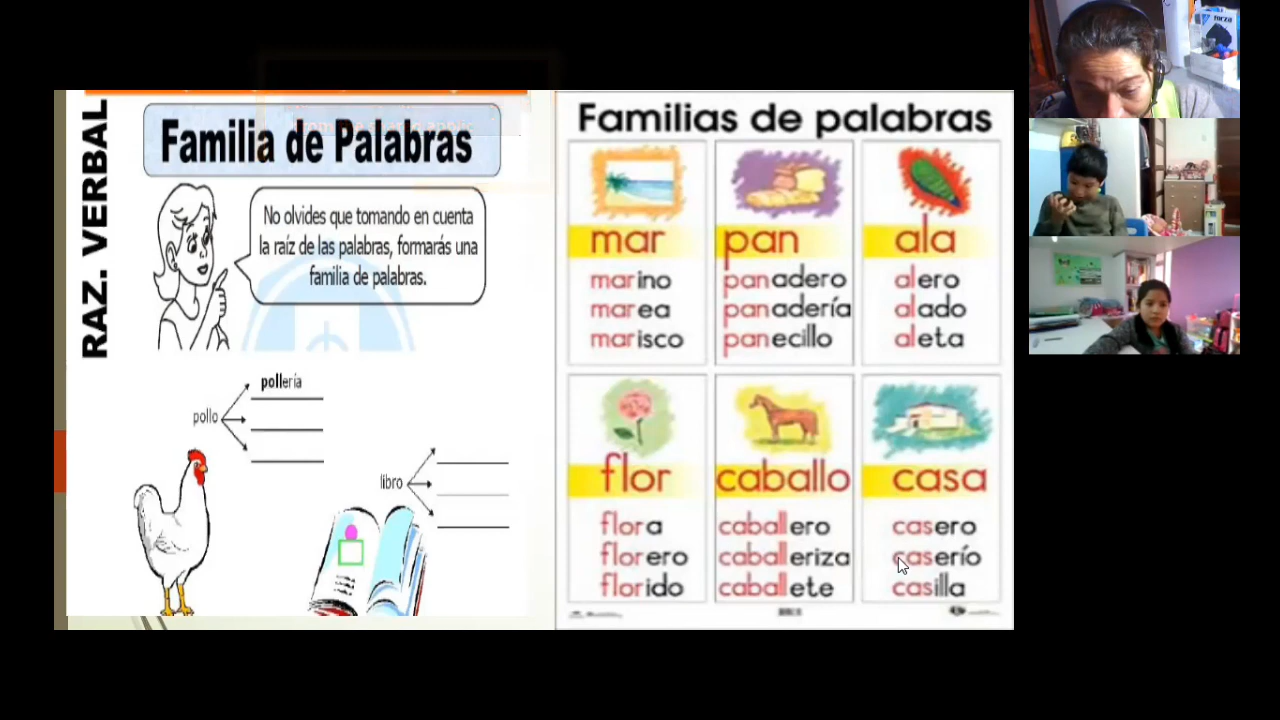 RAZ. VERBAL
Familia de Palabras
No olvides que tomando en cuenta
la raíz de las palabras, formarás una
familia de palabras.
pollo
pollería
libro
Familias de palabras
mar
marino
marea
marisco
pan
panadero
panadería
panecillo
ala
alero
alado
aleta
flor
flora
florero
florido
caballo
caballero
caballeriza
caballete
casa
casero
caserío
casilla
forza